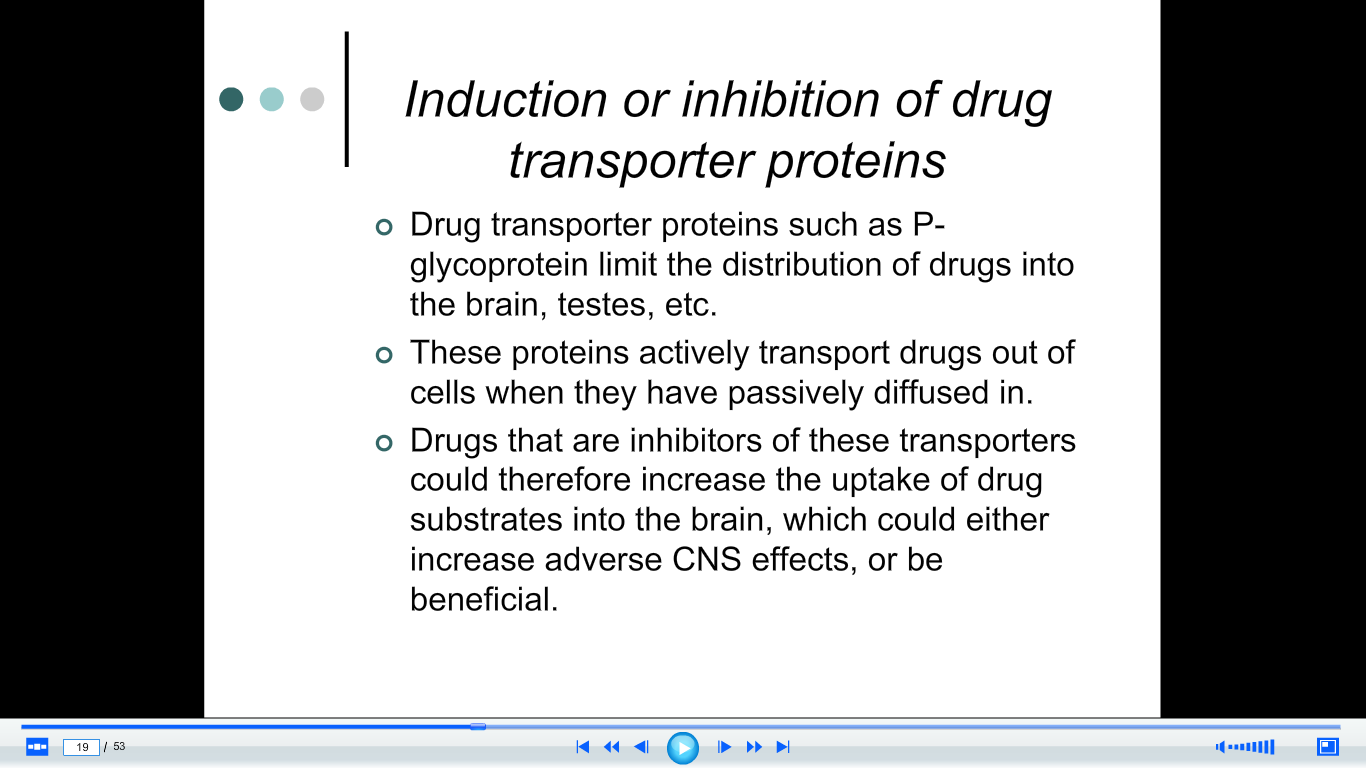 Induction or inhibition of drug
transporter proteins
Drug transporter proteins such as P-
glycoprotein limit the distribution of drugs into
the brain, testes, etc.
These proteins actively transport drugs out of
cells when they have passively diffused in.
Drugs that are inhibitors of these transporters
could therefore increase the uptake of drug
substrates into the brain, which could either
increase adverse CNS effects, or be
beneficial.
19 / 53